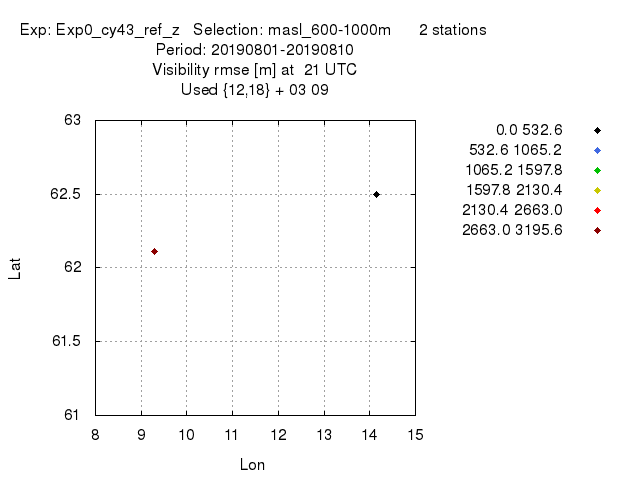 Exp: Exp0_cy43_ref_z   Selection: masl_600-1000m      2 stations
Period: 20190801-20190810
Visibility rmse [m] at  21 UTC
Used {12,18} + 03 09
0.0 532.6
532.6 1065.2
1065.2 1597.8
1597.8 2130.4
2130.4 2663.0
2663.0 3195.6
63
62.5
62
61.5
61
Lat
8 9 10 11 12 13 14 15
Lon